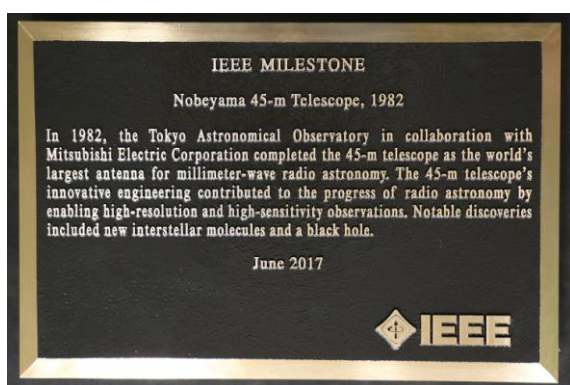 IEEE MILESTONE
Nobeyama 45-m Telescope, 1982
In 1982, the Tokyo Astronomical Observatory in collaboration with
Mitsubishi Electric Corporation completed the 45-m telescope as the world's
largest antenna for millimeter-wave radio astronomy. The 45-m telescope's
innovative engineering contributed to the progress of radio astronomy by
enabling high-resolution and high-sensitivity observations. Notable discoveries
included new interstellar molecules and a black hole.
June 2017
IEEE